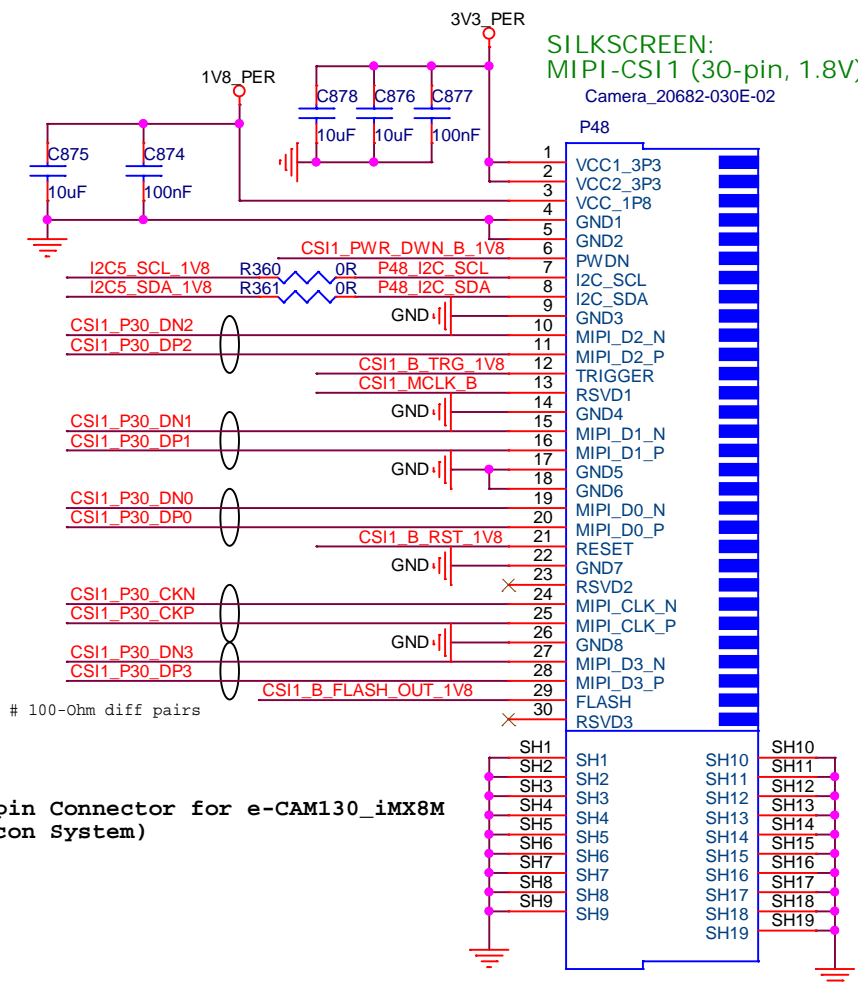 3V3_PER
SILKSCREEN:
MIPI-CSI1 (30-pin, 1.8V)
1V8_PER
Camera_20682-030E-02
C878
C876
C877
10uF
10uF
100nF
P48
C875
C874
10uF
100nF
1
VCC1_3P3
2
VCC2_3P3
3
VCC_1P8
4
GND1
5
GND2
CSI1_PWR_DWN_B_1V8
6
PWDN
I2C5_SCL_1V8
R360
0R
P48_I2C_SCL
7
I2C_SCL
I2C5_SDA_1V8
R361
0R
P48_I2C_SDA
8
I2C_SDA
GND
9
GND3
CSI1_P30_DN2
10
MIPI_D2_N
CSI1_P30_DP2
11
MIPI_D2_P
CSI1_B_TRG_1V8
12
TRIGGER
CSI1_MCLK_B
13
RSVD1
GND
14
GND4
CSI1_P30_DN1
15
MIPI_D1_N
CSI1_P30_DP1
16
MIPI_D1_P
GND
17
GND5
18
GND6
CSI1_P30_DN0
19
MIPI_D0_N
CSI1_P30_DP0
20
MIPI_D0_P
CSI1_B_RST_1V8
21
RESET
GND
22
GND7
23
RSVD2
CSI1_P30_CKN
24
MIPI_CLK_N
CSI1_P30_CKP
25
MIPI_CLK_P
GND
26
GND8
CSI1_P30_DN3
27
MIPI_D3_N
CSI1_P30_DP3
28
MIPI_D3_P
CSI1_B_FLASH_OUT_1V8
29
FLASH
30
RSVD3
# 100-Ohm diff pairs
pin Connector for e-CAM130_iMX8M
con System)
SH1
SH1
SH10
SH10
SH2
SH2
SH11
SH11
SH3
SH3
SH12
SH12
SH4
SH4
SH13
SH13
SH5
SH5
SH14
SH14
SH6
SH6
SH15
SH15
SH7
SH7
SH16
SH16
SH8
SH8
SH17
SH17
SH9
SH9
SH18
SH18
SH19
SH19